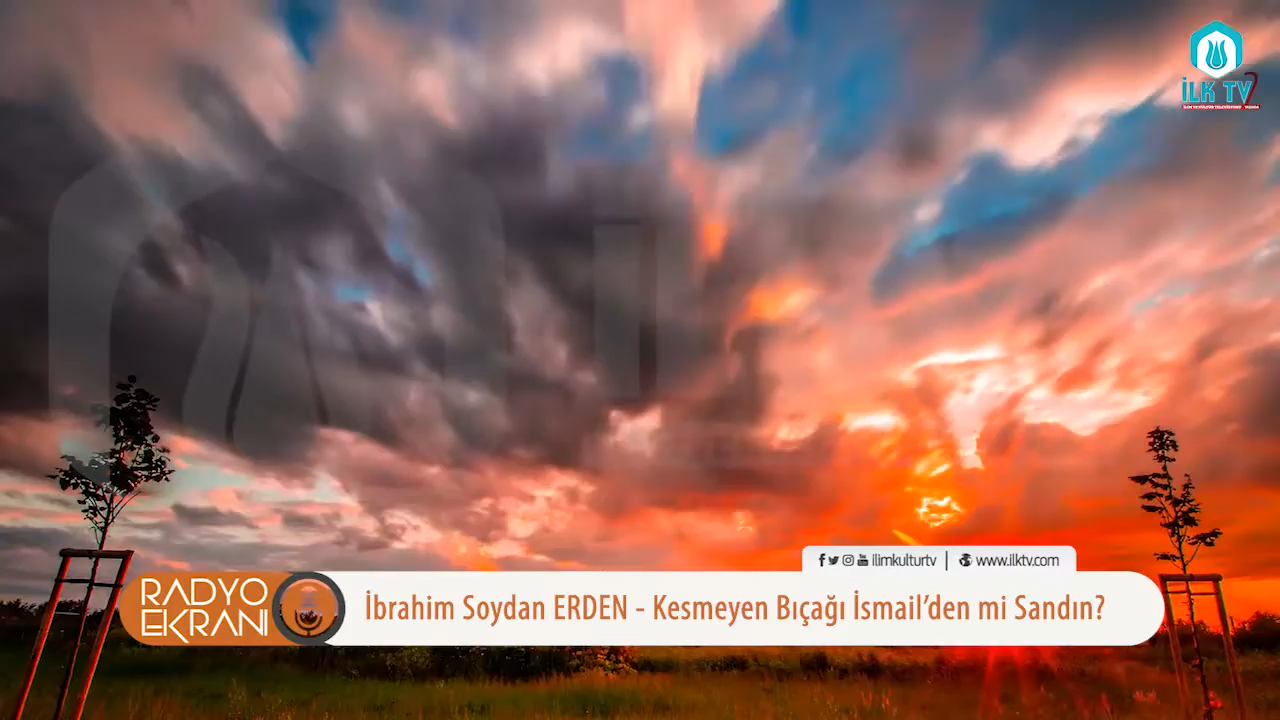 İLK TV
ilimkulturtv | www.ilktv.com
RADYO
EKRANI
İbrahim Soydan ERDEN - Kesmeyen Bıçağı İsmail’den mi Sandın?